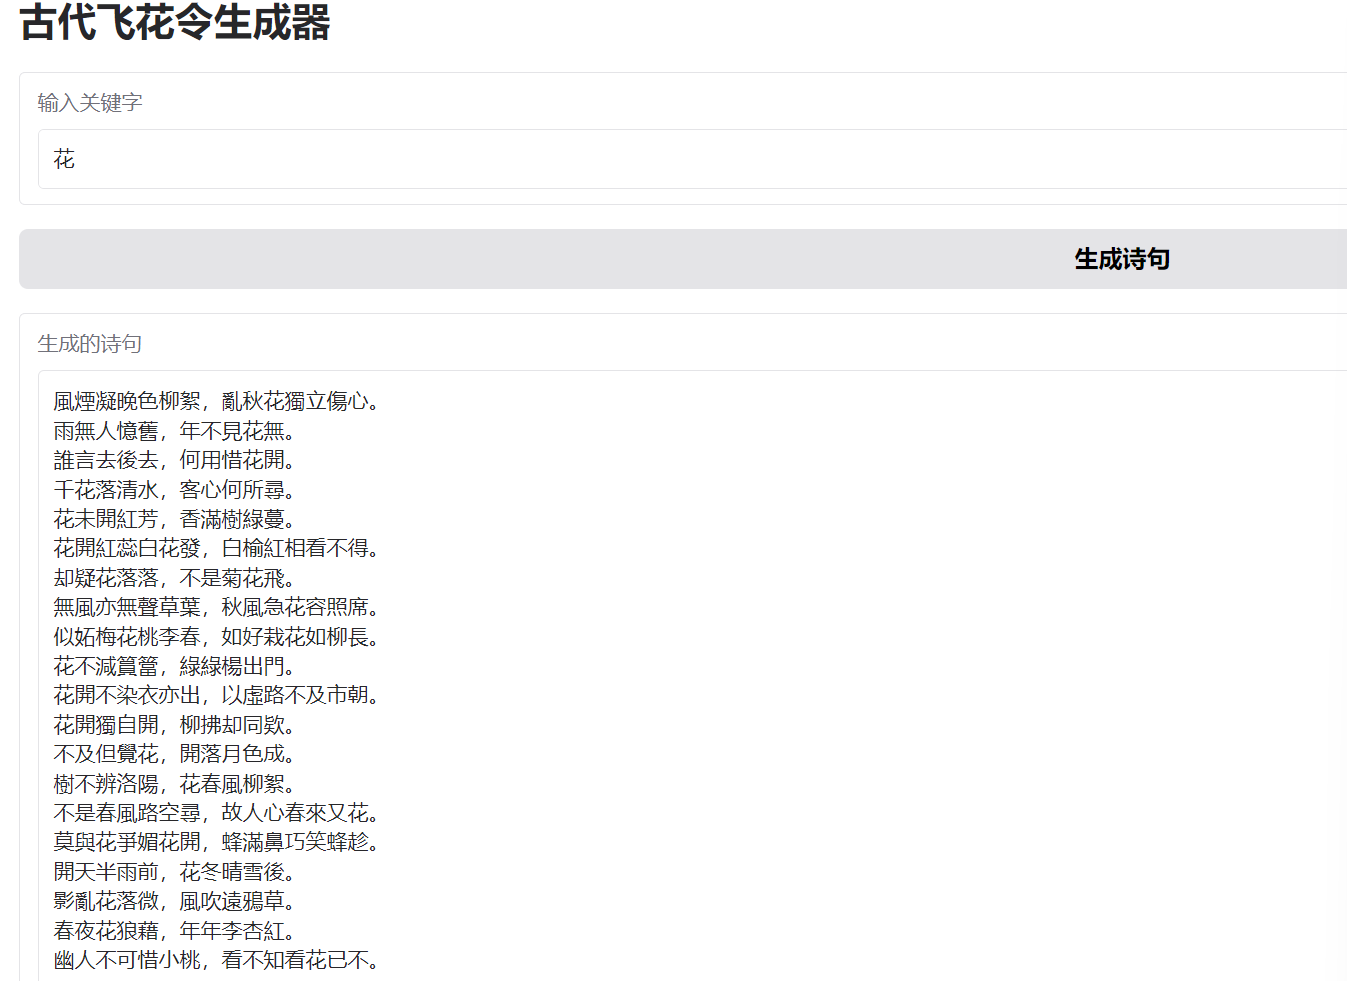 古代飞花令生成器
输入关键字
花
生成诗句
生成的诗句
風煙凝晚色柳絮，亂秋花獨立傷心。
雨無人憶舊，年不見花無。
誰言去後去，何用惜花開。
千花落清水，客心何所尋。
花未開紅芳，香滿樹綠蔓。
花開紅蕊白花發，白榆紅相看不得。
却疑花落落，不是菊花飛。
無風亦無聲草葉，秋風急花容照席。
似妬梅花桃李春，如好栽花如柳長。
花不減篔簹，綠綠楊出門。
花開不染衣亦出，以虛路不及市朝。
花開獨自開，柳拂却同欵。
不及但覺花，開落月色成。
樹不辨洛陽，花春風柳絮。
不是春風路空尋，故人心春來又花。
莫與花爭媚花開，蜂滿鼻巧笑蜂趁。
開天半雨前，花冬晴雪後。
影亂花落微，風吹遠鴉草。
春夜花狼藉，年年李杏紅。
幽人不可惜小桃，看不知看花已不。